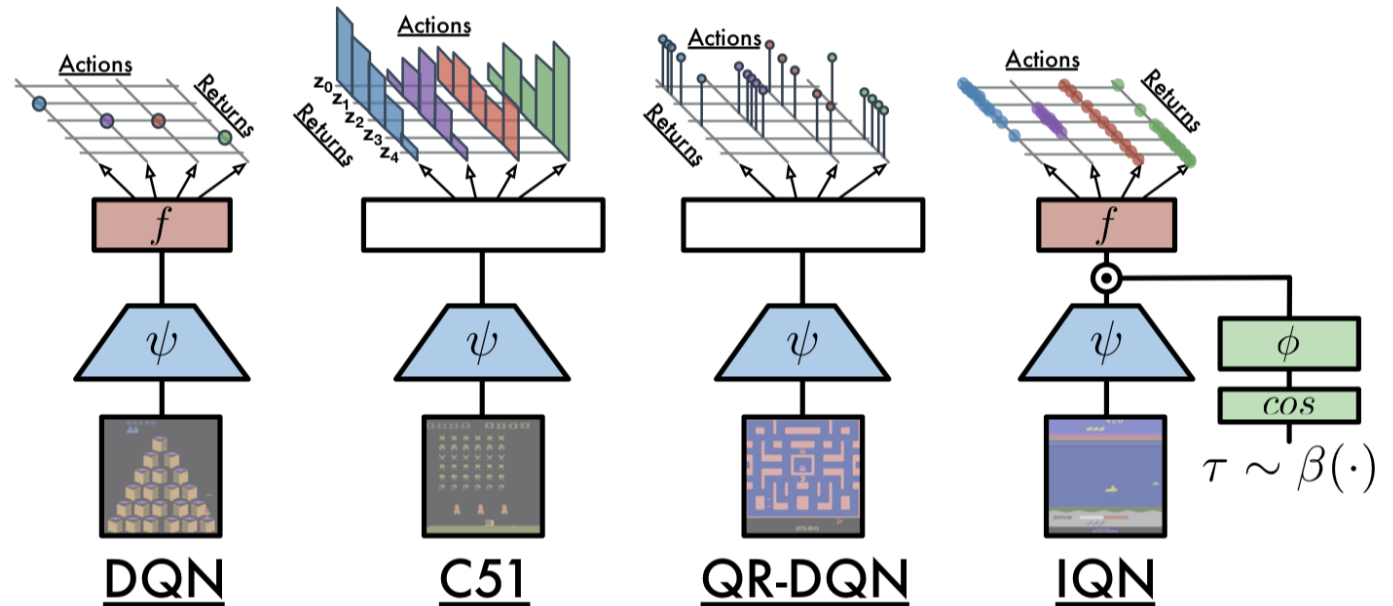 Actions
Returns
f
ψ
DQN
Actions
z₀
z₁
z₂
z₃
z₄
Returns
ψ
C51
Actions
Returns
ψ
2580
QR-DQN
Actions
Returns
f
ψ
ϕ
cos
τ ~ β(·)
IQN